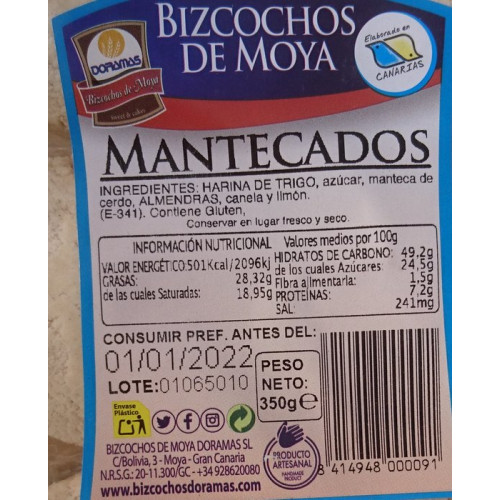 BIZCOCHOS
DE MOYA
DORAMAS
Bizcochos de Moya
Elaborado en
CANARIAS
MANTECADOS
INGREDIENTES: HARINA DE TRIGO, azúcar, manteca de
cerdo, ALMENDRAS, canela y limón.
(E-341). Contiene Gluten,
Conservar en lugar fresco y seco.
INFORMACIÓN NUTRICIONAL Valores medios por 100g
VALOR ENERGÉTICO:501Kcal/2096kj
GRASAS: 28,32g
de las cuales Saturadas: 18,95g
HIDRATOS DE CARBONO: 49,2g
de los cuales Azúcares: 24,5g
Fibra alimentaria: 1,5g
PROTEÍNAS: 7,2g
SAL: 241mg
CONSUMIR PREF. ANTES DEL:
01/01/2022
LOTE:01065010
PESO
NETO:
350g e
Envase
Plástico
BIZCOCHOS DE MOYA DORAMAS SL
C/Bolivia, 3 - Moya - Gran Canaria
N.R.S.G.: 20-11.300/GC - +34 928620080
www.bizcochosdoramas.com
PRODUCTO
ARTESANAL
HANDMADE PRODUCT
8 414948 000091